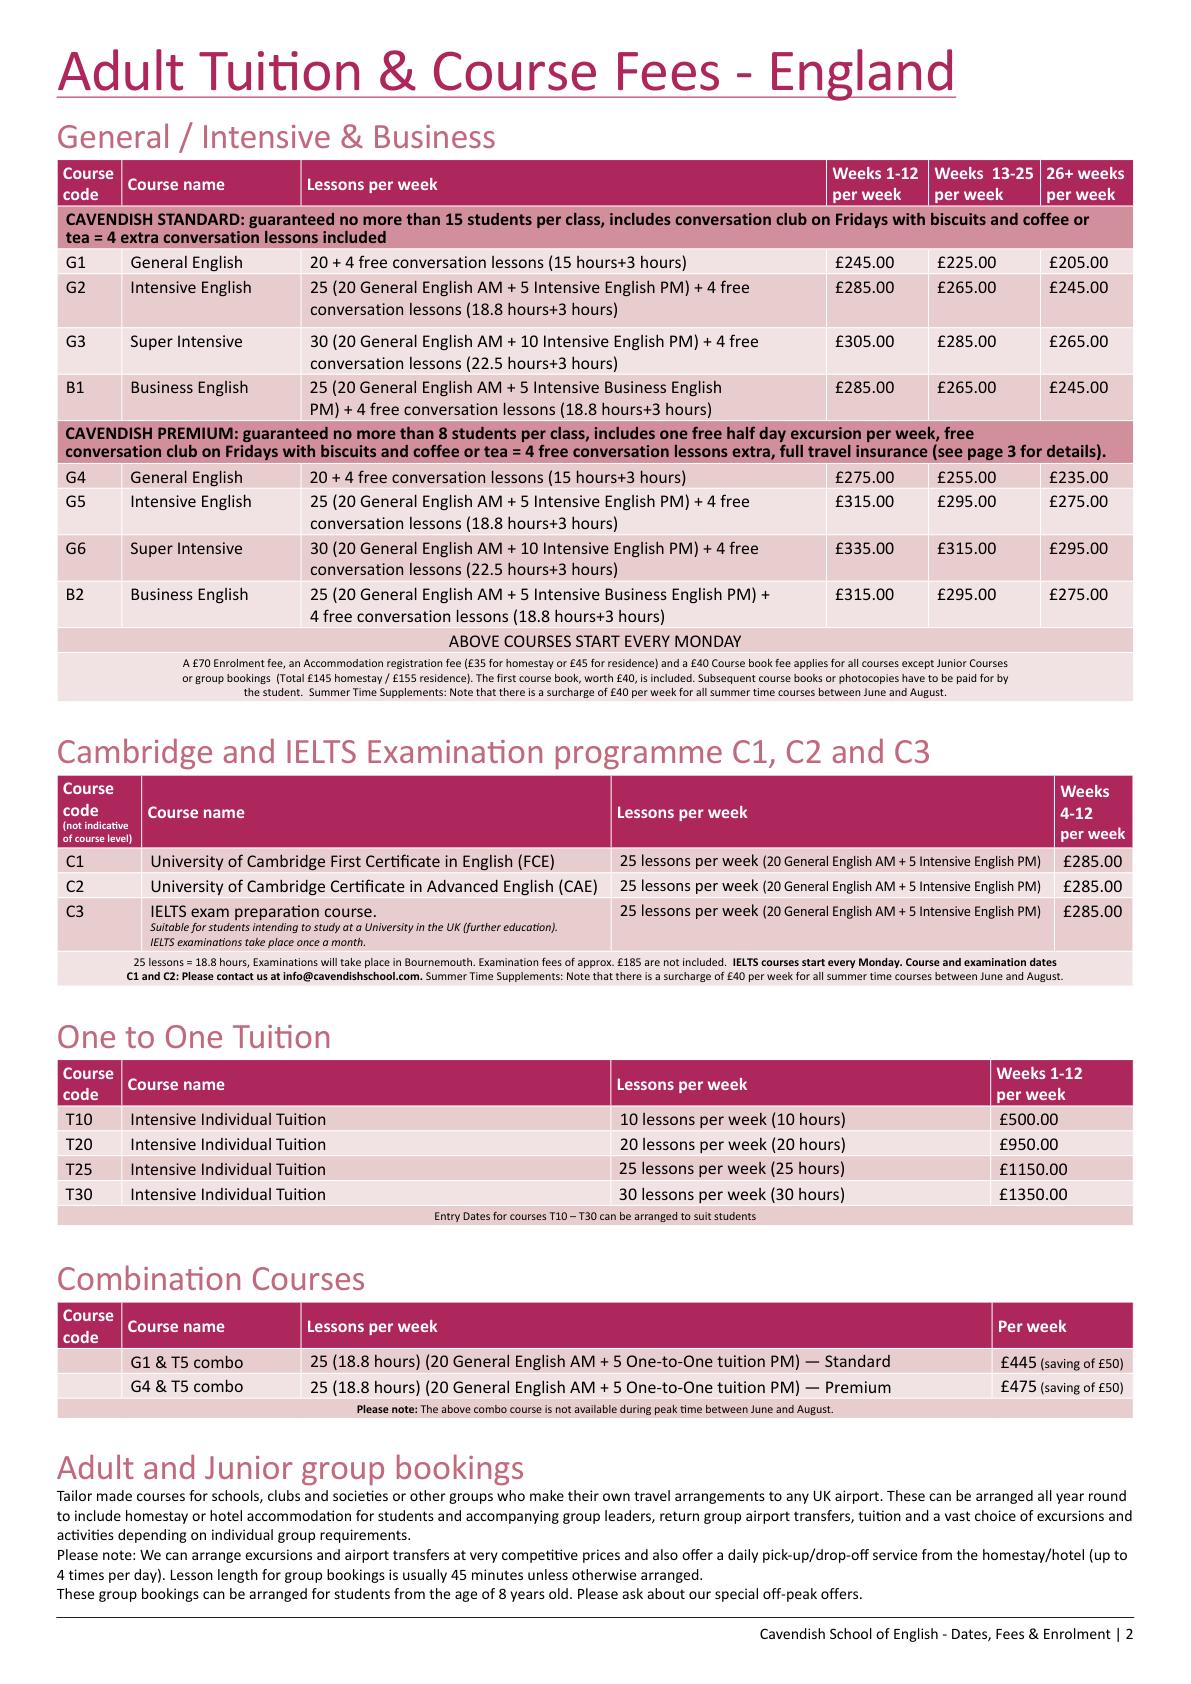 Adult Tuition & Course Fees - England
General / Intensive & Business
Course code Course name Lessons per week Weeks 1-12 per week Weeks  13-25 per week 26+ weeks per week
CAVENDISH STANDARD: guaranteed no more than 15 students per class, includes conversation club on Fridays with biscuits and coffee or
tea = 4 extra conversation lessons included
G1 General English 20 + 4 free conversation lessons (15 hours+3 hours) £245.00 £225.00 £205.00
G2 Intensive English 25 (20 General English AM + 5 Intensive English PM) + 4 free £285.00 £265.00 £245.00
conversation lessons (18.8 hours+3 hours)
G3 Super Intensive 30 (20 General English AM + 10 Intensive English PM) + 4 free £305.00 £285.00 £265.00
conversation lessons (22.5 hours+3 hours)
B1 Business English 25 (20 General English AM + 5 Intensive Business English £285.00 £265.00 £245.00
PM) + 4 free conversation lessons (18.8 hours+3 hours)
CAVENDISH PREMIUM: guaranteed no more than 8 students per class, includes one free half day excursion per week, free
conversation club on Fridays with biscuits and coffee or tea = 4 free conversation lessons extra, full travel insurance (see page 3 for details).
G4 General English 20 + 4 free conversation lessons (15 hours+3 hours) £275.00 £255.00 £235.00
G5 Intensive English 25 (20 General English AM + 5 Intensive English PM) + 4 free £315.00 £295.00 £275.00
conversation lessons (18.8 hours+3 hours)
G6 Super Intensive 30 (20 General English AM + 10 Intensive English PM) + 4 free £335.00 £315.00 £295.00
conversation lessons (22.5 hours+3 hours)
B2 Business English 25 (20 General English AM + 5 Intensive Business English PM) + £315.00 £295.00 £275.00
4 free conversation lessons (18.8 hours+3 hours)
ABOVE COURSES START EVERY MONDAY
A £70 Enrolment fee, an Accommodation registration fee (£35 for homestay or £45 for residence) and a £40 Course book fee applies for all courses except Junior Courses
or group bookings  (Total £145 homestay / £155 residence). The first course book, worth £40, is included. Subsequent course books or photocopies have to be paid for by
the student.  Summer Time Supplements: Note that there is a surcharge of £40 per week for all summer time courses between June and August.
Cambridge and IELTS Examination programme C1, C2 and C3
Course code (not indicative of course level) Course name Lessons per week Weeks 4-12 per week
C1 University of Cambridge First Certificate in English (FCE) 25 lessons per week (20 General English AM + 5 Intensive English PM) £285.00
C2 University of Cambridge Certificate in Advanced English (CAE) 25 lessons per week (20 General English AM + 5 Intensive English PM) £285.00
C3 IELTS exam preparation course. 25 lessons per week (20 General English AM + 5 Intensive English PM) £285.00
Suitable for students intending to study at a University in the UK (further education).
IELTS examinations take place once a month.
25 lessons = 18.8 hours, Examinations will take place in Bournemouth. Examination fees of approx. £185 are not included.  IELTS courses start every Monday. Course and examination dates
C1 and C2: Please contact us at info@cavendishschool.com. Summer Time Supplements: Note that there is a surcharge of £40 per week for all summer time courses between June and August.
One to One Tuition
Course code Course name Lessons per week Weeks 1-12 per week
T10 Intensive Individual Tuition 10 lessons per week (10 hours) £500.00
T20 Intensive Individual Tuition 20 lessons per week (20 hours) £950.00
T25 Intensive Individual Tuition 25 lessons per week (25 hours) £1150.00
T30 Intensive Individual Tuition 30 lessons per week (30 hours) £1350.00
Entry Dates for courses T10 – T30 can be arranged to suit students
Combination Courses
Course code Course name Lessons per week Per week
G1 & T5 combo 25 (18.8 hours) (20 General English AM + 5 One-to-One tuition PM) — Standard £445 (saving of £50)
G4 & T5 combo 25 (18.8 hours) (20 General English AM + 5 One-to-One tuition PM) — Premium £475 (saving of £50)
Please note: The above combo course is not available during peak time between June and August.
Adult and Junior group bookings
Tailor made courses for schools, clubs and societies or other groups who make their own travel arrangements to any UK airport. These can be arranged all year round
to include homestay or hotel accommodation for students and accompanying group leaders, return group airport transfers, tuition and a vast choice of excursions and
activities depending on individual group requirements.
Please note: We can arrange excursions and airport transfers at very competitive prices and also offer a daily pick-up/drop-off service from the homestay/hotel (up to
4 times per day). Lesson length for group bookings is usually 45 minutes unless otherwise arranged.
These group bookings can be arranged for students from the age of 8 years old. Please ask about our special off-peak offers.
Cavendish School of English - Dates, Fees & Enrolment | 2